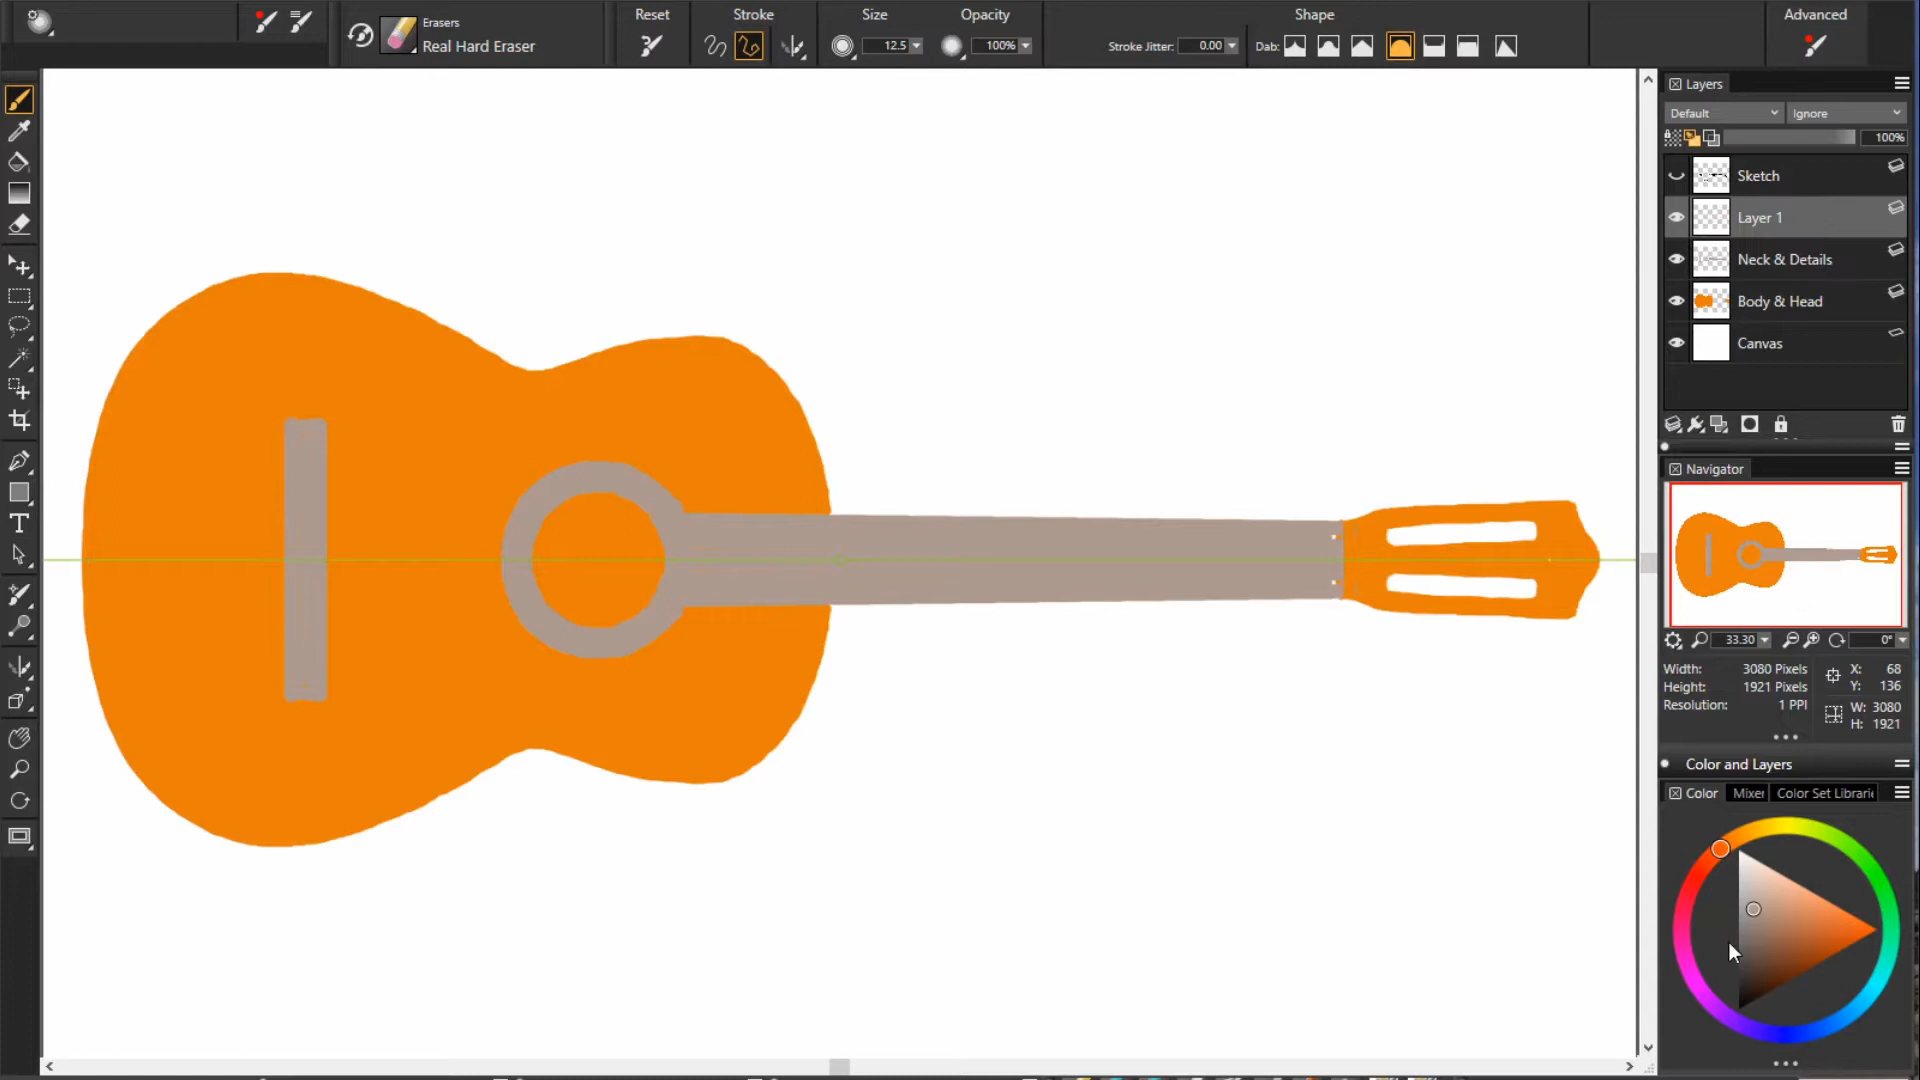 Reset
Stroke
Size
Opacity
Shape
Advanced
Erasers
Real Hard Eraser
12.5
100%
Stroke Jitter: 0.00
Dab:
Layers
Default
Ignore
100%
Sketch
Layer 1
Neck & Details
Body & Head
Canvas
Navigator
33.30
0°
Width: 3080 Pixels
Height: 1921 Pixels
Resolution: 1 PPI
X: 68
Y: 136
W: 3080
H: 1921
Color and Layers
Color
Mixer
Color Set Librarie
T